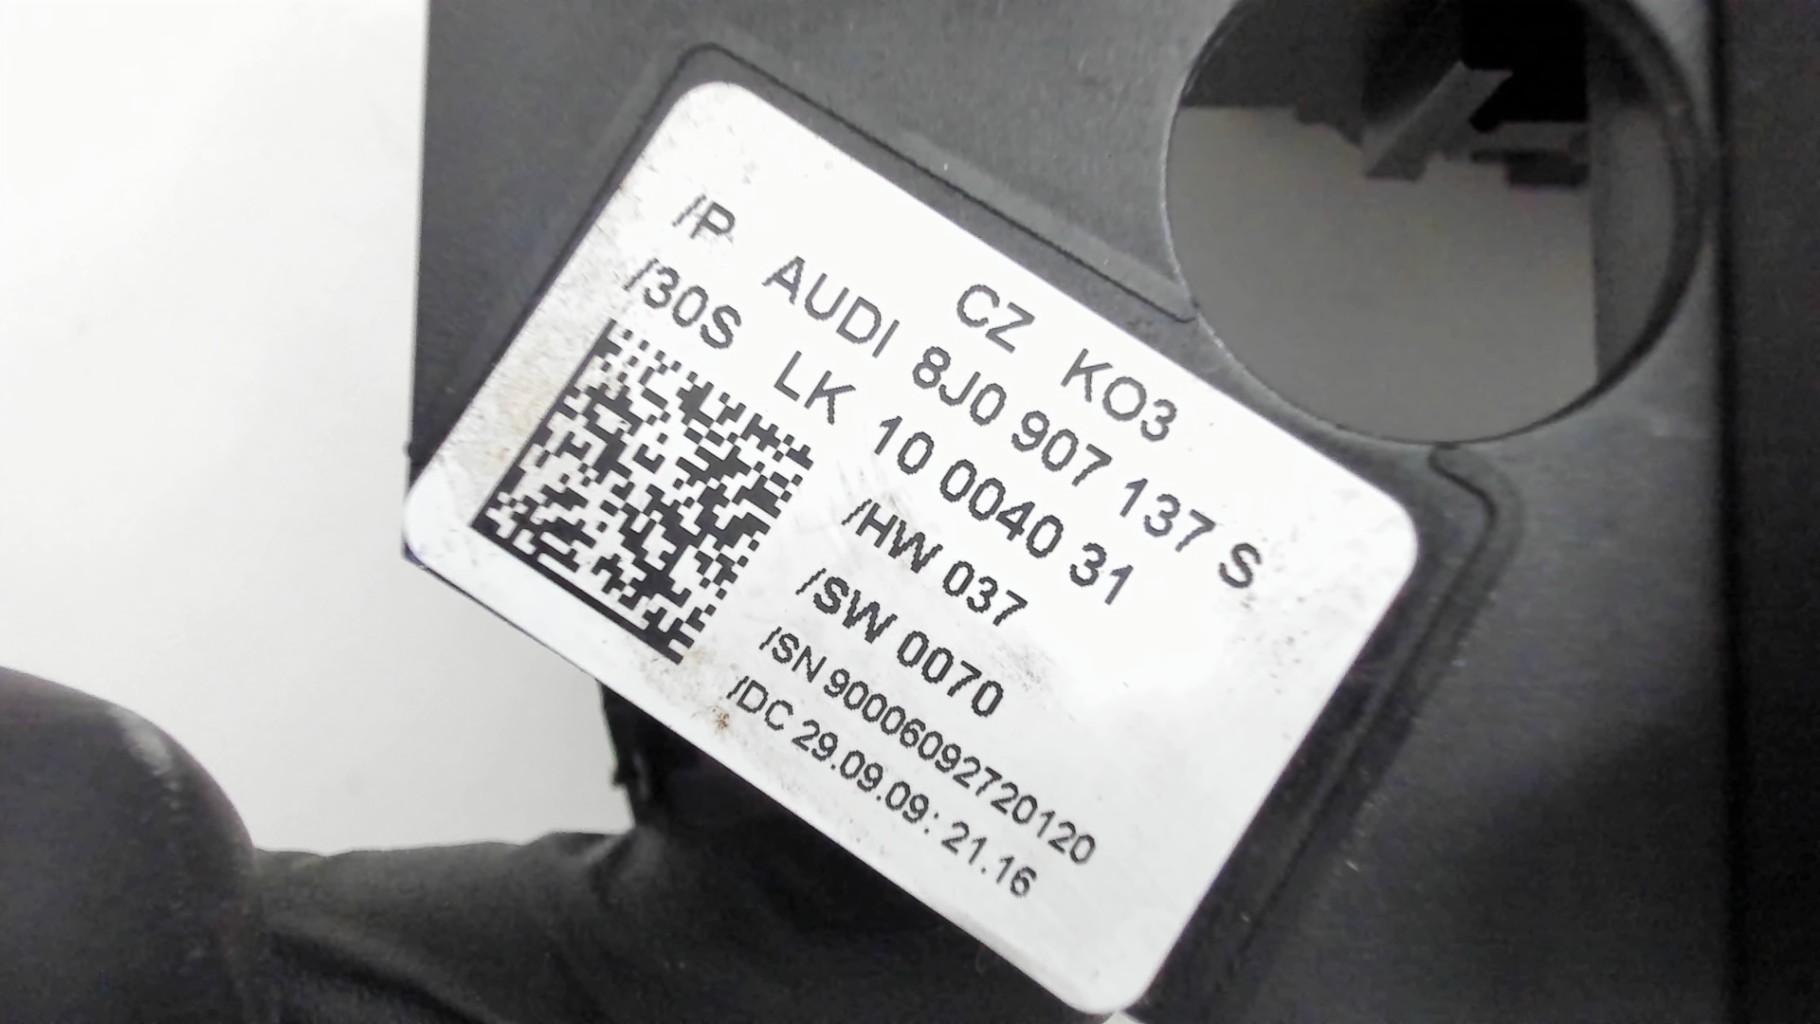 CZ KO3
/P AUDI 8J0 907 137 S
/30S LK 10 0040 31
/HW 037
/SW 0070
/SN 90006092720120
/DC 29.09.09: 21.16